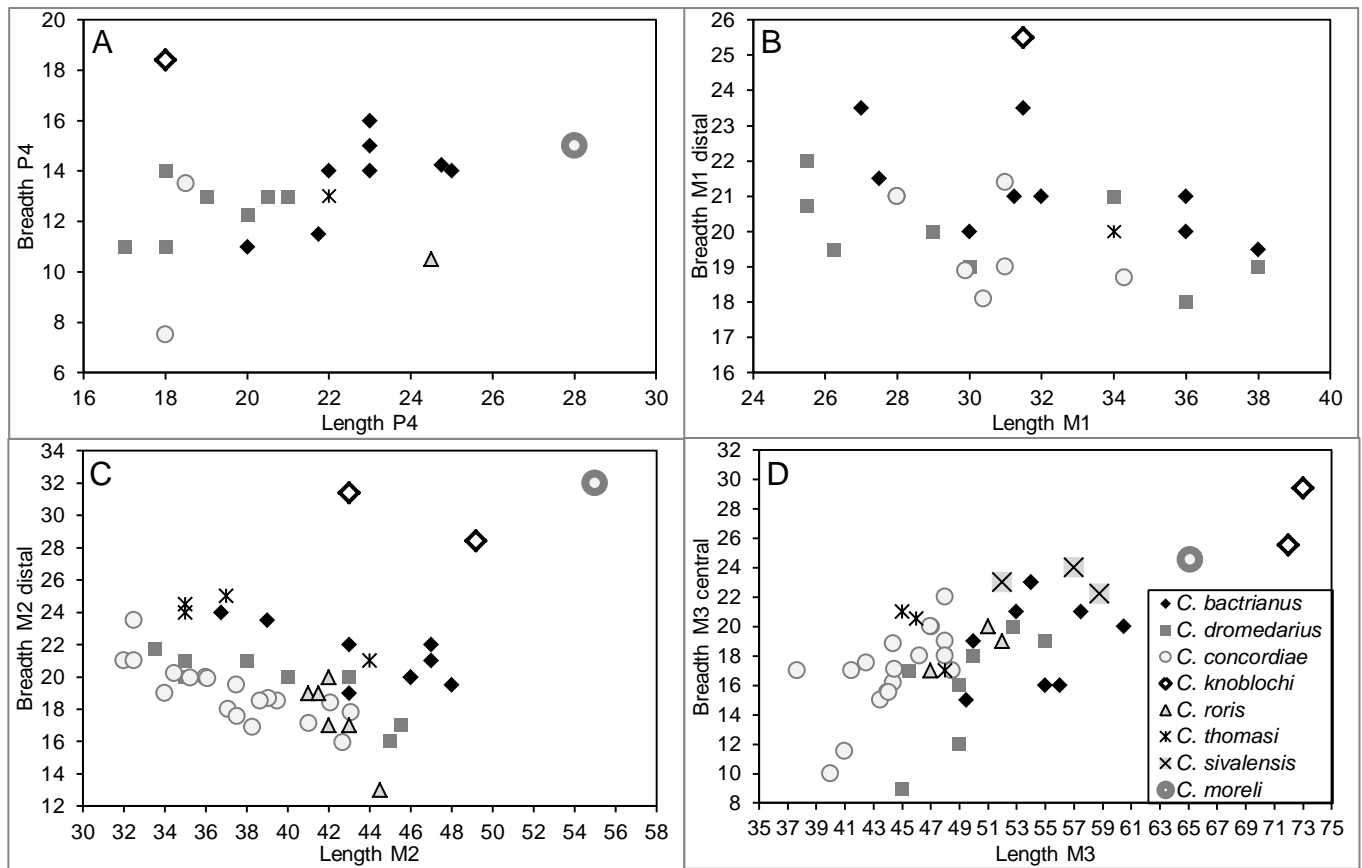 A
Breadth P4
20
18
16
14
12
10
8
6
16 18 20 22 24 26 28 30
Length P4
B
Breadth M1 distal
26
25
24
23
22
21
20
19
18
17
16
24 26 28 30 32 34 36 38 40
Length M1
C
Breadth M2 distal
34
32
30
28
26
24
22
20
18
16
14
12
30 32 34 36 38 40 42 44 46 48 50 52 54 56 58
Length M2
D
Breadth M3 central
32
30
28
26
24
22
20
18
16
14
12
10
8
35 37 39 41 43 45 47 49 51 53 55 57 59 61 63 65 67 69 71 73 75
Length M3
C. bactrianus
C. dromedarius
C. concordiae
C. knoblochi
C. roris
C. thomasi
C. sivalensis
C. moreli